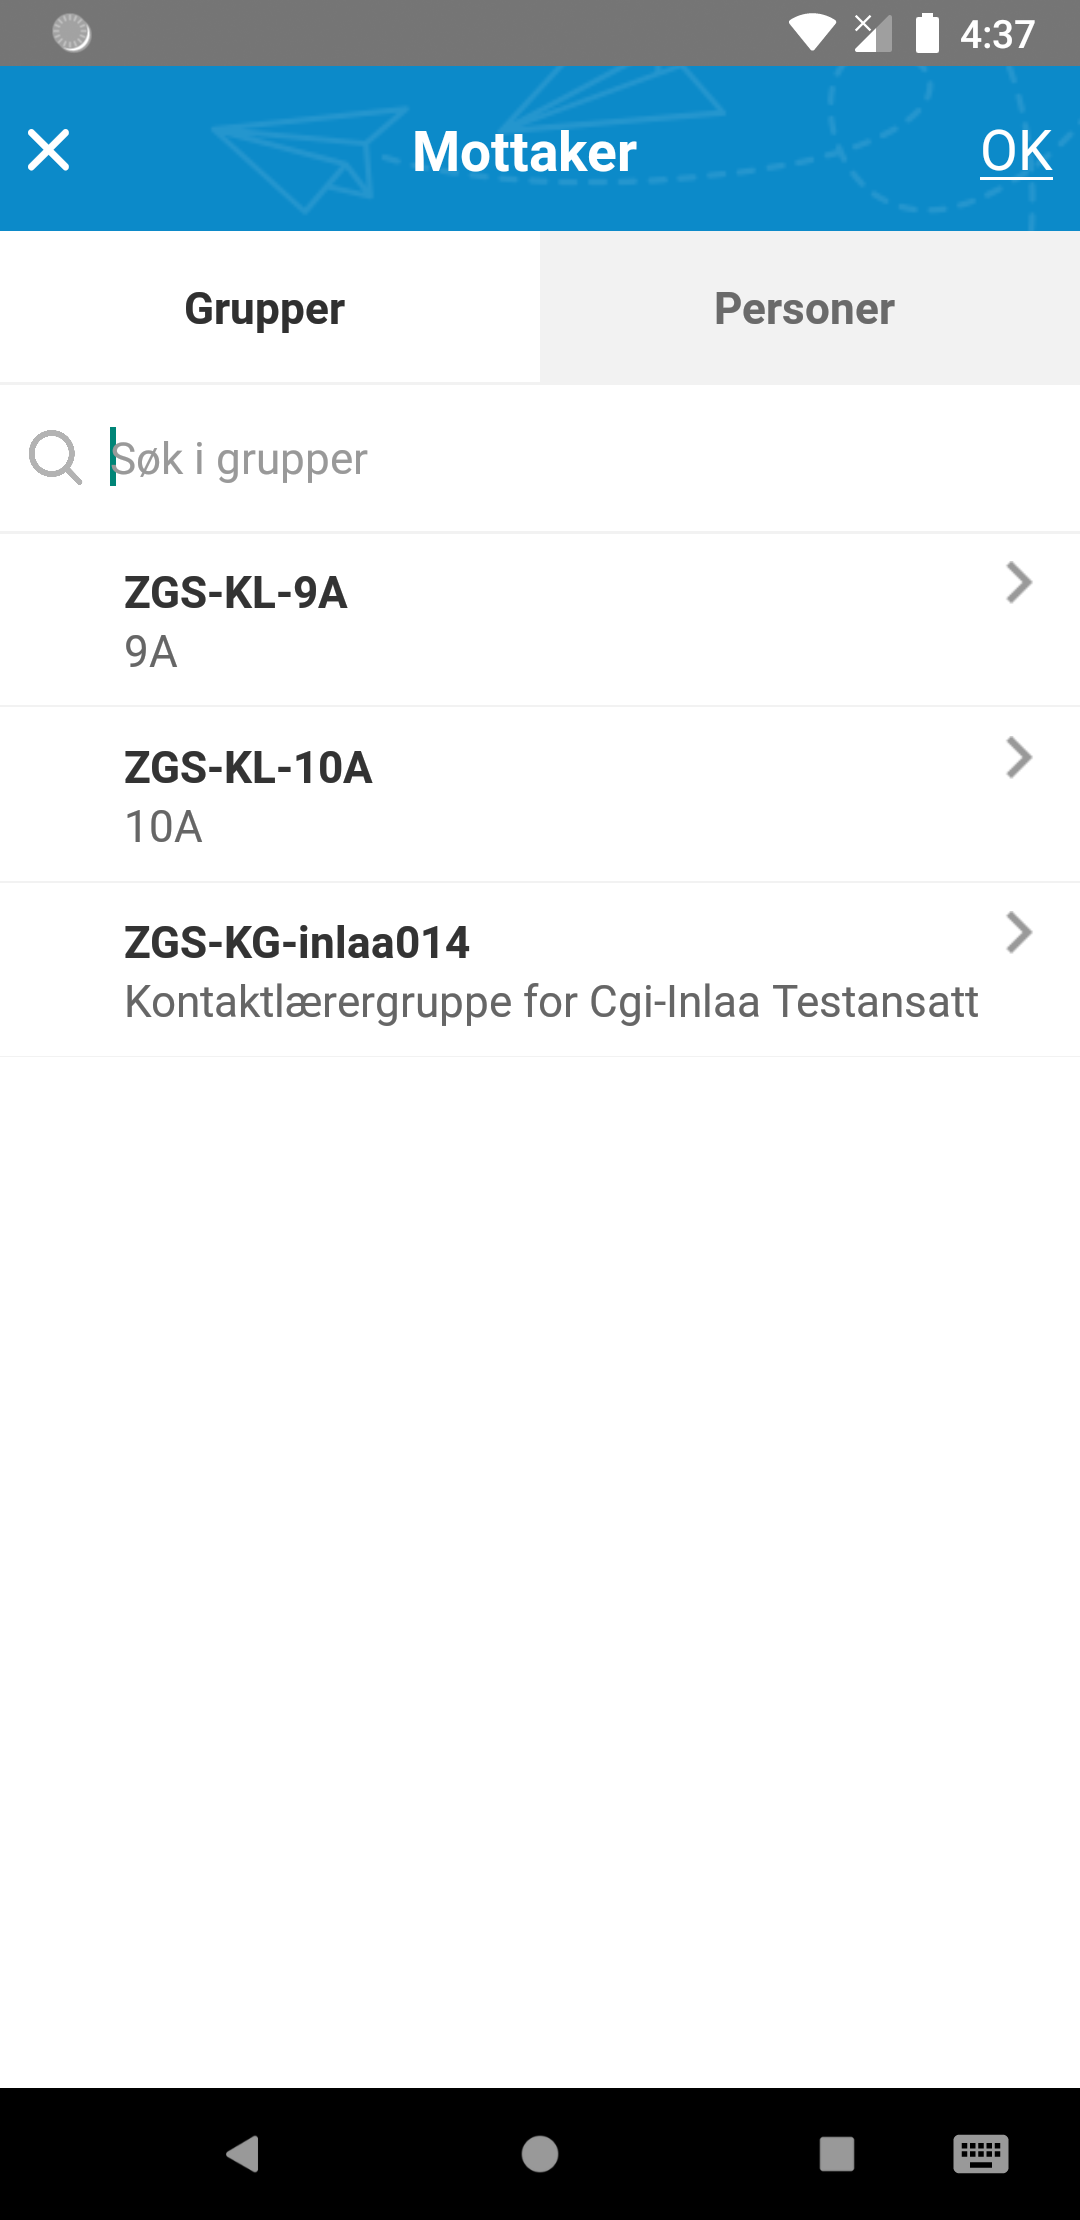 4:37
Mottaker
OK
Grupper
Personer
Søk i grupper
ZGS-KL-9A
9A
ZGS-KL-10A
10A
ZGS-KG-inlaa014
Kontaktlærergruppe for Cgi-Inlaa Testansatt